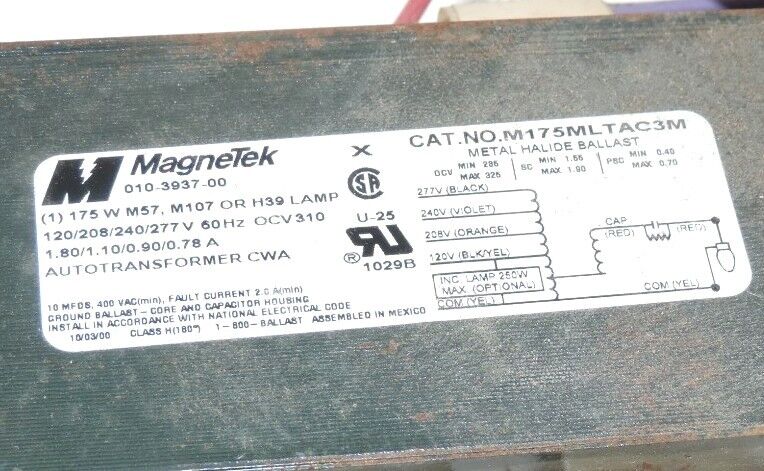 MagneTek
010-3937-00
(1) 175 W M57, M107 OR H39 LAMP
120/208/240/277 V 60 Hz OCV 310
1.80/1.10/0.90/0.78 A
AUTOTRANSFORMER CWA
10 MFDS, 400 VAC(min), FAULT CURRENT 2.0 A(min)
GROUND BALLAST - CORE AND CAPACITOR HOUSING
INSTALL IN ACCORDANCE WITH NATIONAL ELECTRICAL CODE
10/03/00 CLASS H(180°) 1-800-BALLAST ASSEMBLED IN MEXICO
X
SA
U-25
UR
®
1029B
CAT.NO.M175MLTAC3M
METAL HALIDE BALLAST
OCV MIN 285 MAX 325 SC MIN 1.55 MAX 1.90 PSC MIN 0.40 MAX 0.70
277V (BLACK)
240V (VIOLET)
208V (ORANGE)
120V (BLK/YEL)
INC. LAMP 250W
MAX. (OPTIONAL)
COM (YEL)
CAP
(RED)
(RED)
COM (YEL)